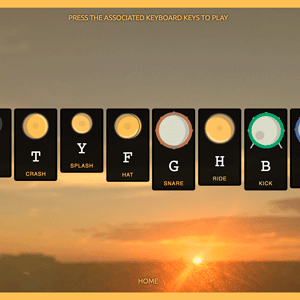 PRESS THE ASSOCIATED KEYBOARD KEYS TO PLAY
T
CRASH
Y
SPLASH
F
HAT
G
SNARE
H
RIDE
B
KICK
HOME